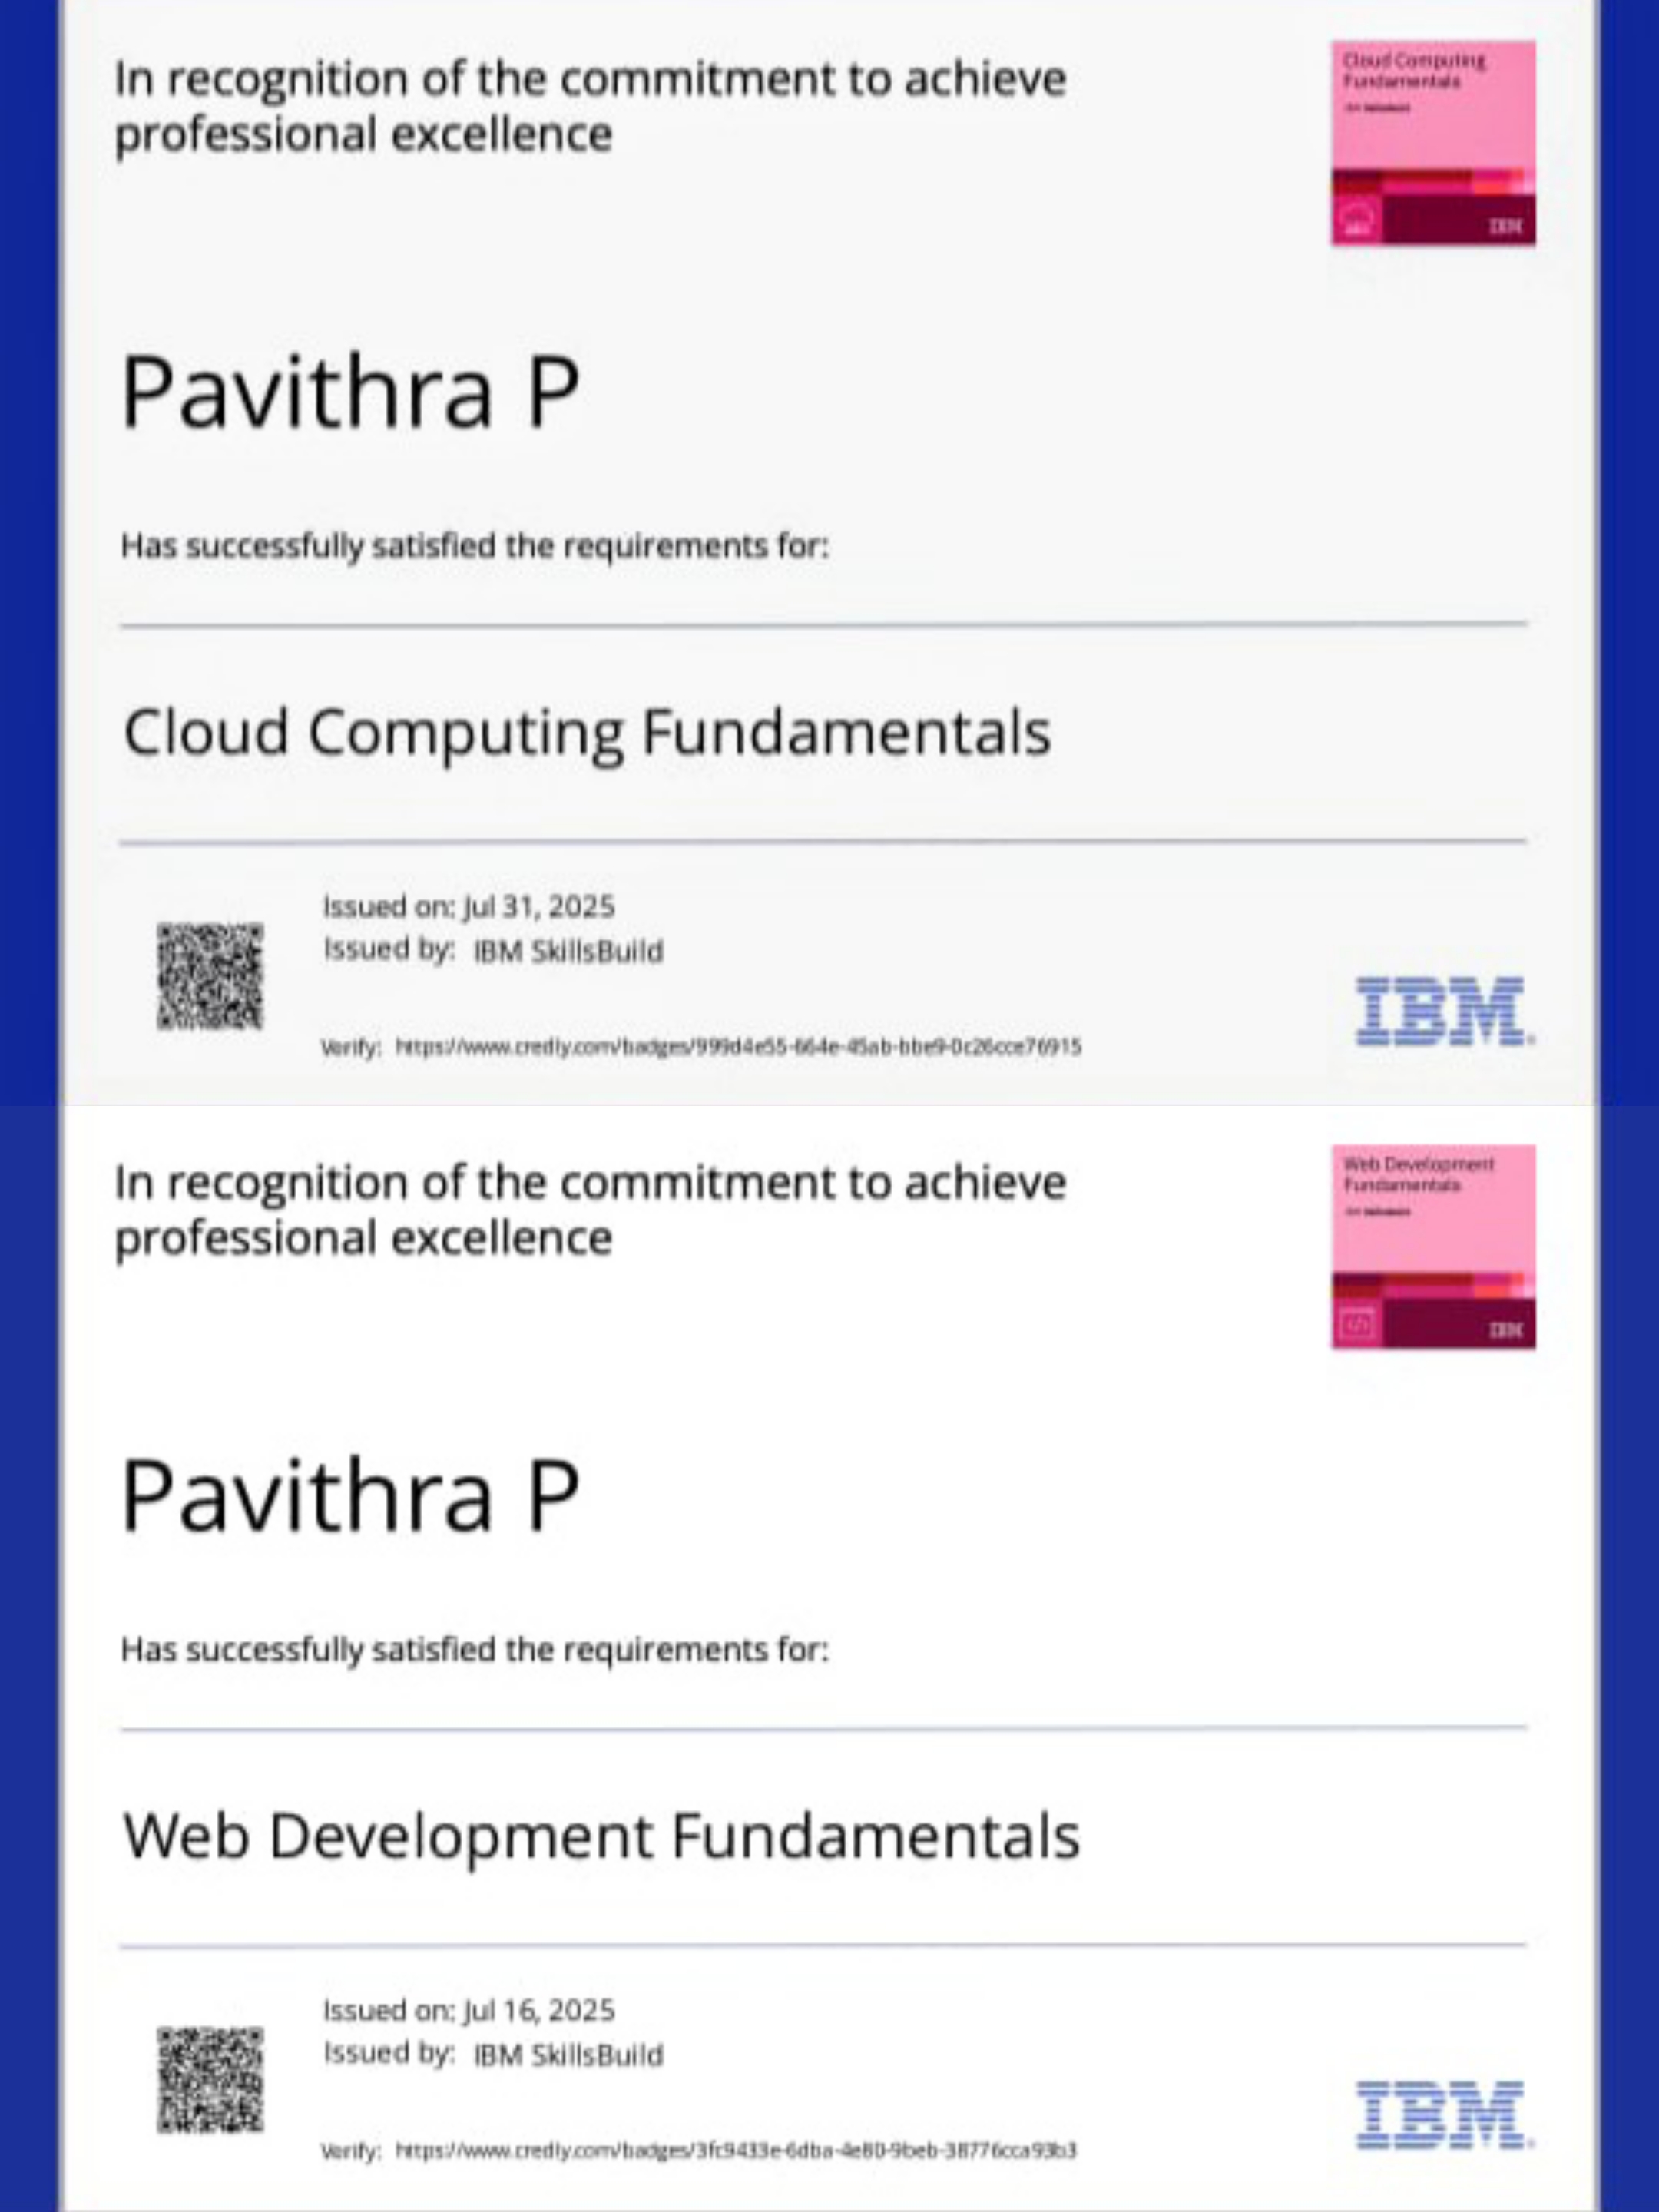 In recognition of the commitment to achieve
professional excellence
Cloud Computing
Fundamentals
IBM
Pavithra P
Has successfully satisfied the requirements for:
Cloud Computing Fundamentals
Issued on: Jul 31, 2025
Issued by: IBM SkillsBuild
Verify: https://www.credly.com/badges/999d4e55-664e-45ab-bbe9-0c26cce76915
IBM
In recognition of the commitment to achieve
professional excellence
Web Development
Fundamentals
IBM
Pavithra P
Has successfully satisfied the requirements for:
Web Development Fundamentals
Issued on: Jul 16, 2025
Issued by: IBM SkillsBuild
Verify: https://www.credly.com/badges/3fc9433e-6dba-4e80-9beb-38776cca93b3
IBM